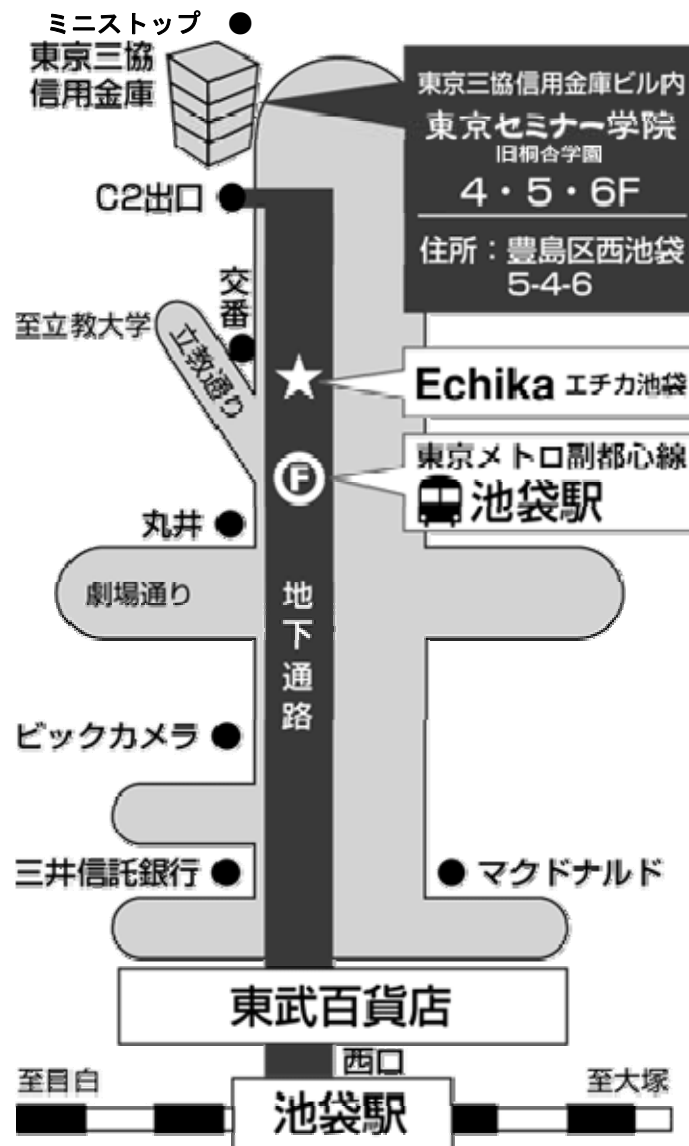 ミニストップ
東京三協
信用金庫
東京三協信用金庫ビル内
東京セミナー学院
旧桐杏学園
4・5・6F
住所：豊島区西池袋
5-4-6
C2出口
交番
至立教大学
立教通り
Echika エチカ池袋
東京メトロ副都心線
F
池袋駅
丸井
劇場通り
地下通路
ビックカメラ
三井信託銀行
マクドナルド
東武百貨店
西口
至目白
至大塚
池袋駅